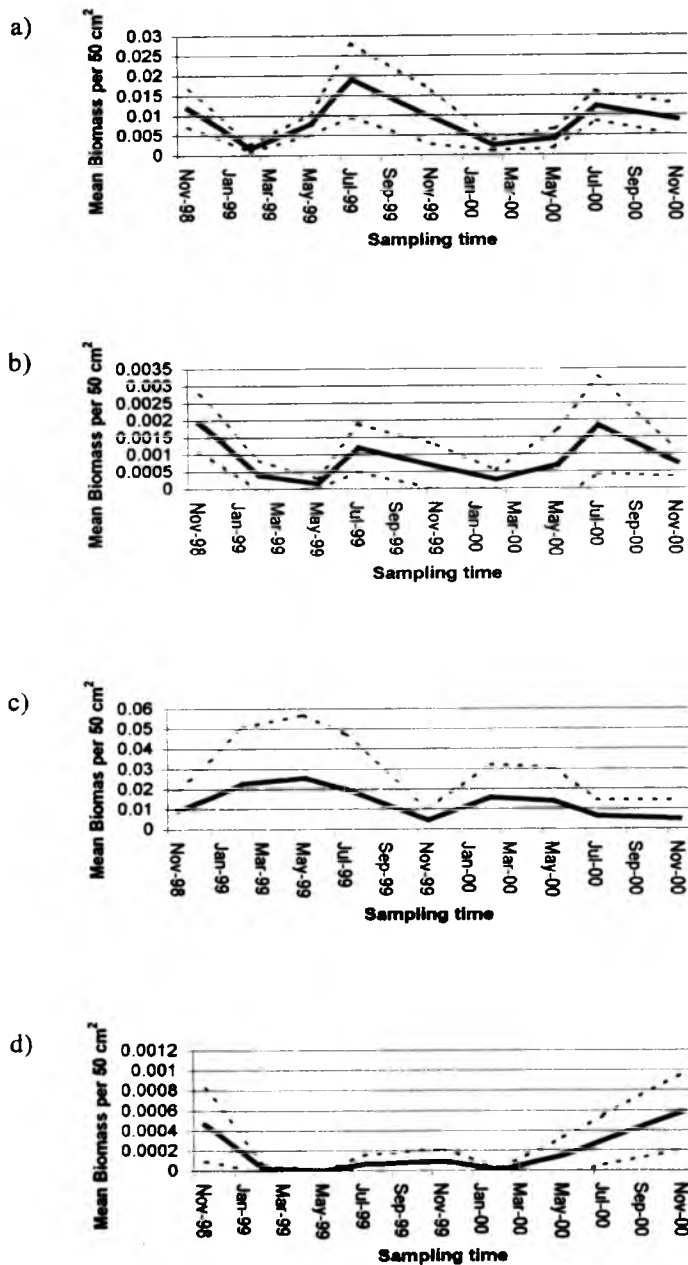 a)
Mean Biomass per 50 cm²
0.03
0.025
0.02
0.015
0.01
0.005
0
Nov-98
Jan-99
Mar-99
May-99
Jul-99
Sep-99
Nov-99
Jan-00
Mar-00
May-00
Jul-00
Sep-00
Nov-00
Sampling time
b)
Mean Biomass per 50 cm²
0.0035
0.003
0.0025
0.002
0.0015
0.001
0.0005
0
Nov-98
Jan-99
Mar-99
May-99
Jul-99
Sep-99
Nov-99
Jan-00
Mar-00
May-00
Jul-00
Sep-00
Nov-00
Sampling time
c)
Mean Biomas per 50 cm²
0.06
0.05
0.04
0.03
0.02
0.01
0
Nov-98
Jan-99
Mar-99
May-99
Jul-99
Sep-99
Nov-99
Jan-00
Mar-00
May-00
Jul-00
Sep-00
Nov-00
Sampling time
d)
Mean Biomass per 50 cm²
0.0012
0.001
0.0008
0.0006
0.0004
0.0002
0
Nov-98
Jan-99
Mar-99
May-99
Jul-99
Sep-99
Nov-99
Jan-00
Mar-00
May-00
Jul-00
Sep-00
Nov-00
Sampling time